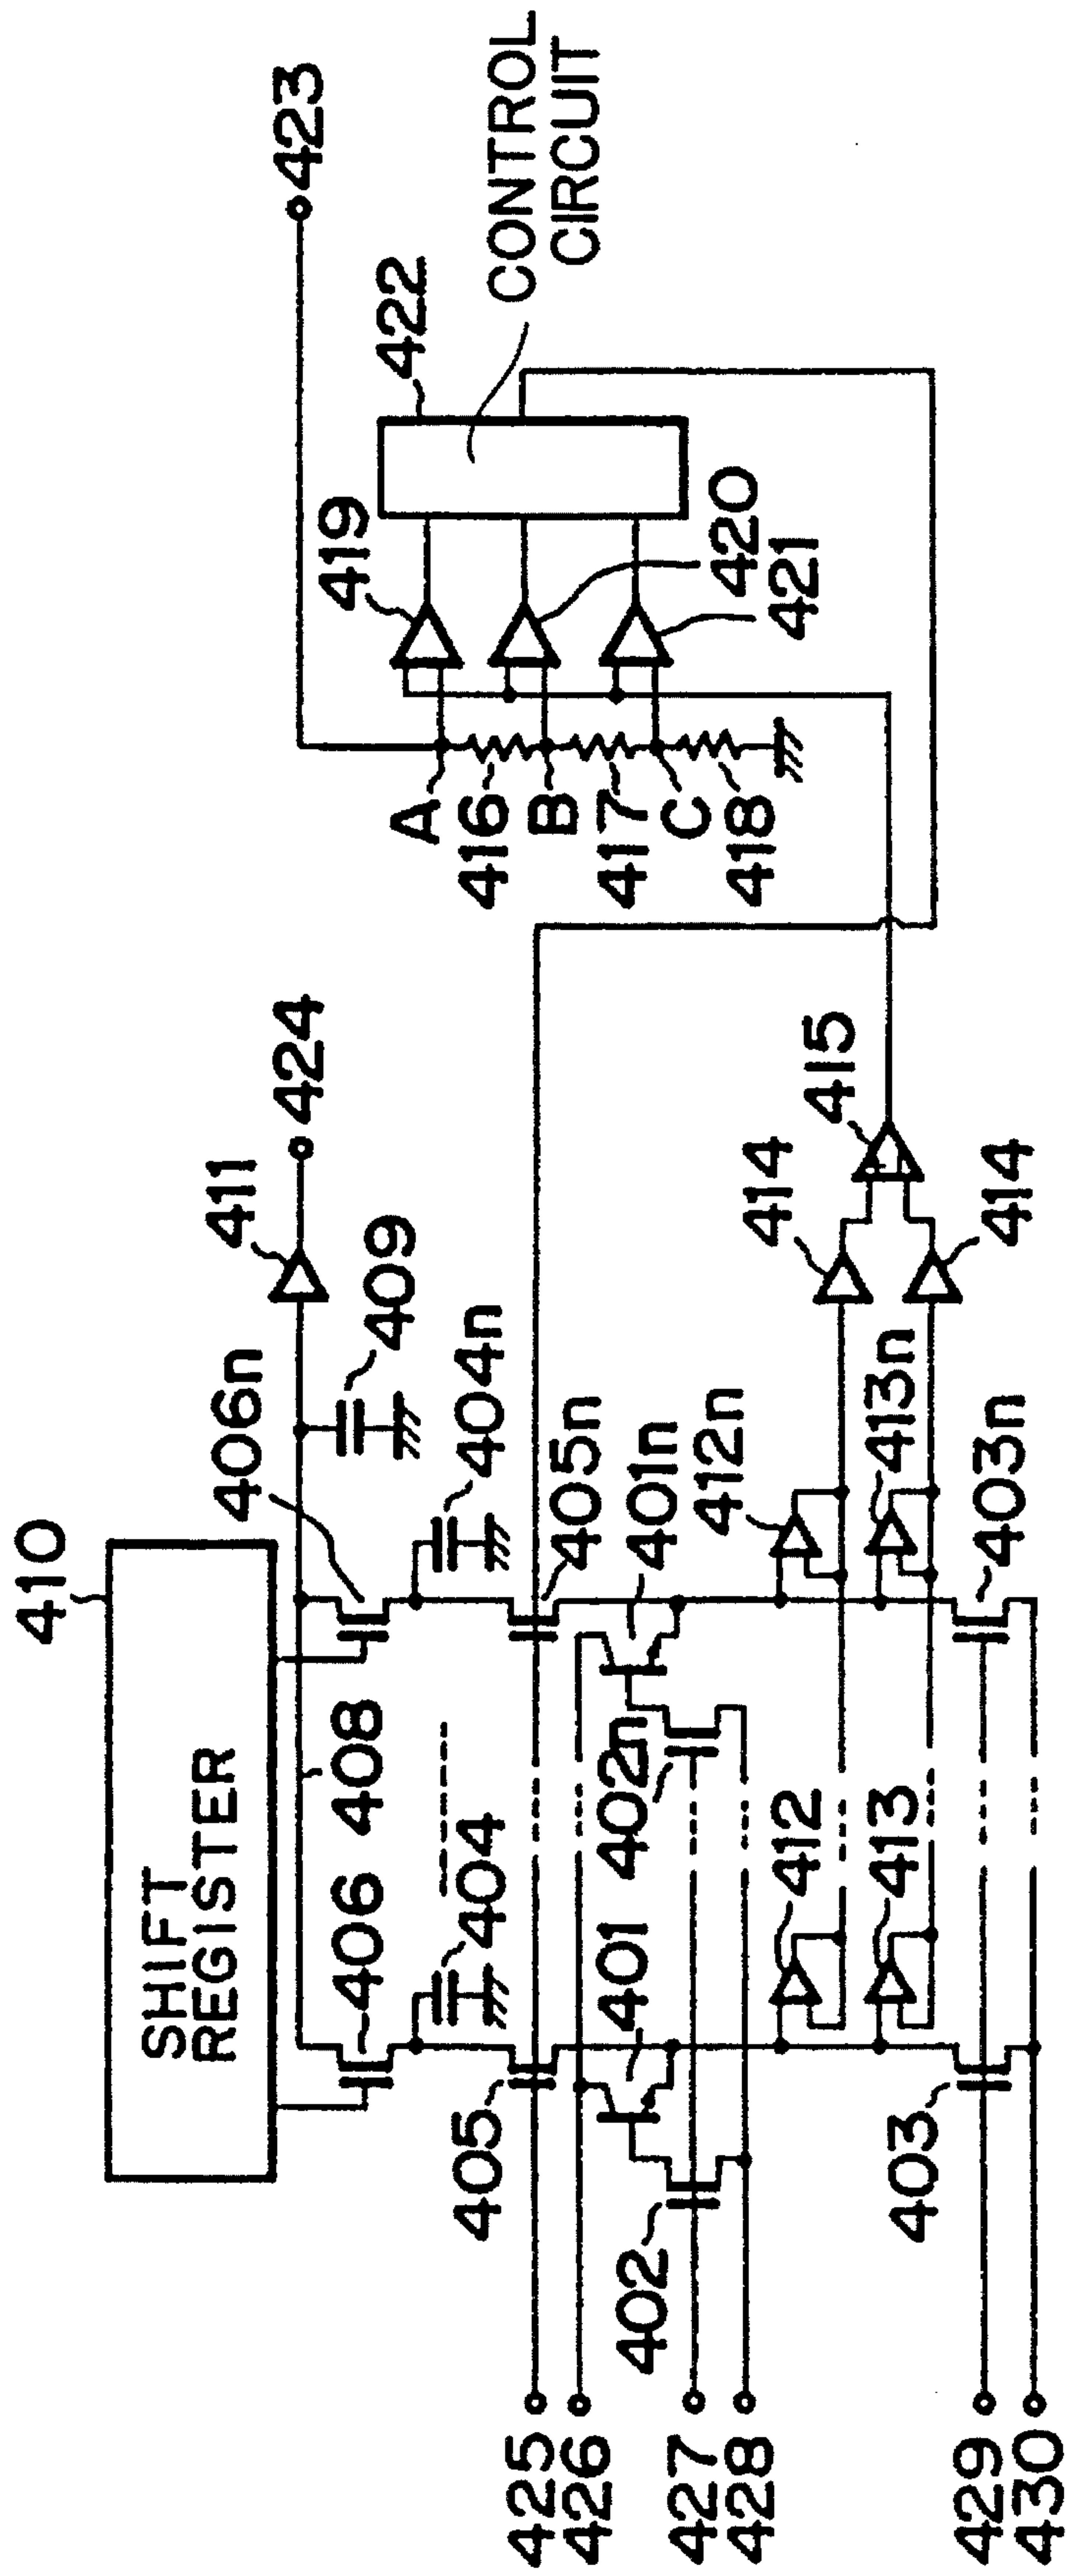 410
SHIFT
REGISTER
406
408
406n
411
424
423
409
404
404n
405
405n
401
401n
402
402n
412n
412
413
413n
403
403n
414
414
415
A
416
B
417
C
418
419
420
421
422
CONTROL
CIRCUIT
425
426
427
428
429
430